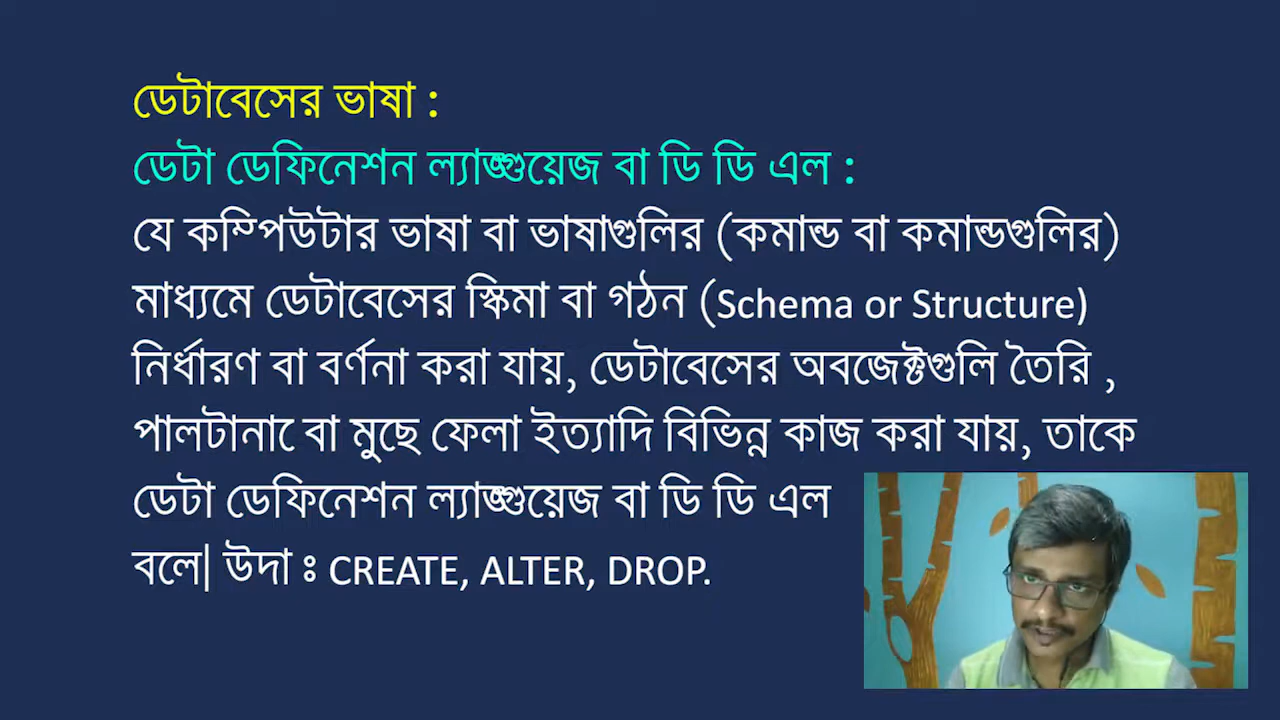 ডেটাবেসের ভাষা :
ডেটা ডেফিনেশন ল্যাঙ্গুয়েজ বা ডি ডি এল :
যে কম্পিউটার ভাষা বা ভাষাগুলির (কমান্ড বা কমান্ডগুলির)
মাধ্যমে ডেটাবেসের স্কিমা বা গঠন (Schema or Structure)
নির্ধারণ বা বর্ণনা করা যায়, ডেটাবেসের অবজেক্টগুলি তৈরি ,
পালটানাে বা মুছে ফেলা ইত্যাদি বিভিন্ন কাজ করা যায়, তাকে
ডেটা ডেফিনেশন ল্যাঙ্গুয়েজ বা ডি ডি এল
বলে| উদা ঃ CREATE, ALTER, DROP.